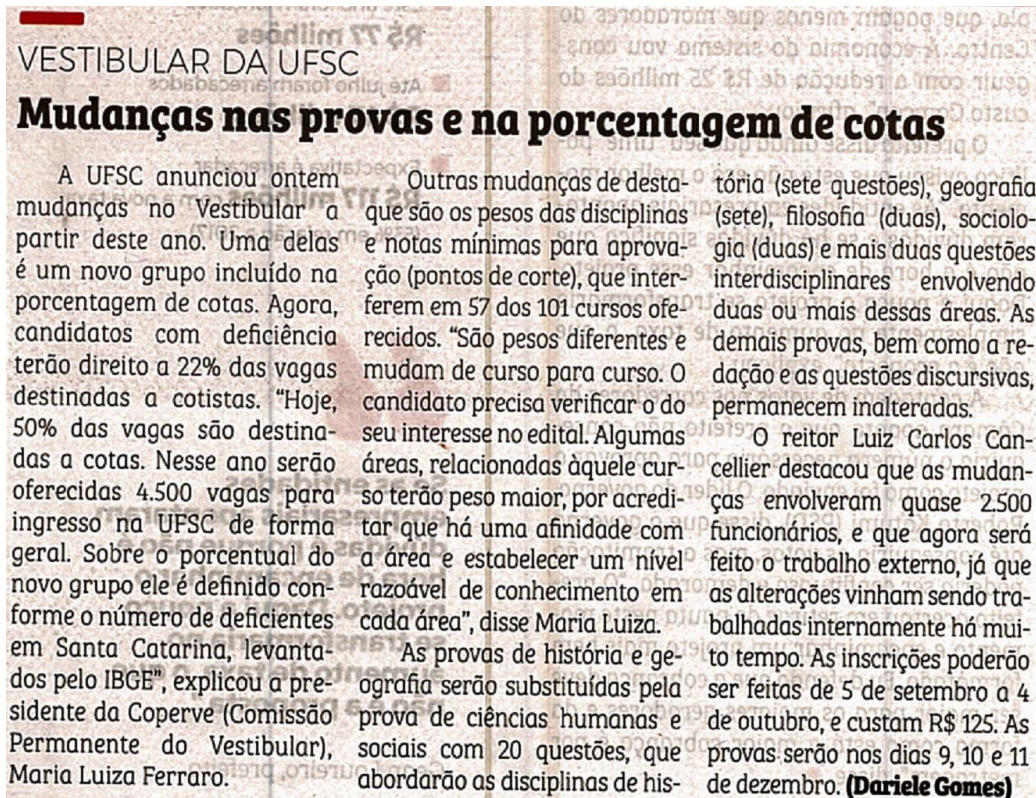 VESTIBULAR DA UFSC
Mudanças nas provas e na porcentagem de cotas
A UFSC anunciou ontem
mudanças no Vestibular a
partir deste ano. Uma delas
é um novo grupo incluído na
porcentagem de cotas. Agora,
candidatos com deficiência
terão direito a 22% das vagas
destinadas a cotistas. “Hoje,
50% das vagas são destina-
das a cotas. Nesse ano serão
oferecidas 4.500 vagas para
ingresso na UFSC de forma
geral. Sobre o porcentual do
novo grupo ele é definido con-
forme o número de deficientes
em Santa Catarina, levanta-
dos pelo IBGE”, explicou a pre-
sidente da Coperve (Comissão
Permanente do Vestibular),
Maria Luiza Ferraro.
Outras mudanças de desta-
que são os pesos das disciplinas
e notas mínimas para aprova-
ção (pontos de corte), que inter-
ferem em 57 dos 101 cursos ofe-
recidos. “São pesos diferentes e
mudam de curso para curso. O
candidato precisa verificar o do
seu interesse no edital. Algumas
áreas, relacionadas àquele cur-
so terão peso maior, por acredi-
tar que há uma afinidade com
a área e estabelecer um nível
razoável de conhecimento em
cada área”, disse Maria Luiza.
As provas de história e ge-
ografia serão substituídas pela
prova de ciências humanas e
sociais com 20 questões, que
abordarão as disciplinas de his-
tória (sete questões), geografia
(sete), filosofia (duas), sociolo-
gia (duas) e mais duas questões
interdisciplinares envolvendo
duas ou mais dessas áreas. As
demais provas, bem como a re-
dação e as questões discursivas,
permanecem inalteradas.
O reitor Luiz Carlos Can-
cellier destacou que as mudan-
ças envolveram quase 2.500
funcionários, e que agora será
feito o trabalho externo, já que
as alterações vinham sendo tra-
balhadas internamente há mui-
to tempo. As inscrições poderão
ser feitas de 5 de setembro a 4
de outubro, e custam R$ 125. As
provas serão nos dias 9, 10 e 11
de dezembro. (Dariele Gomes)